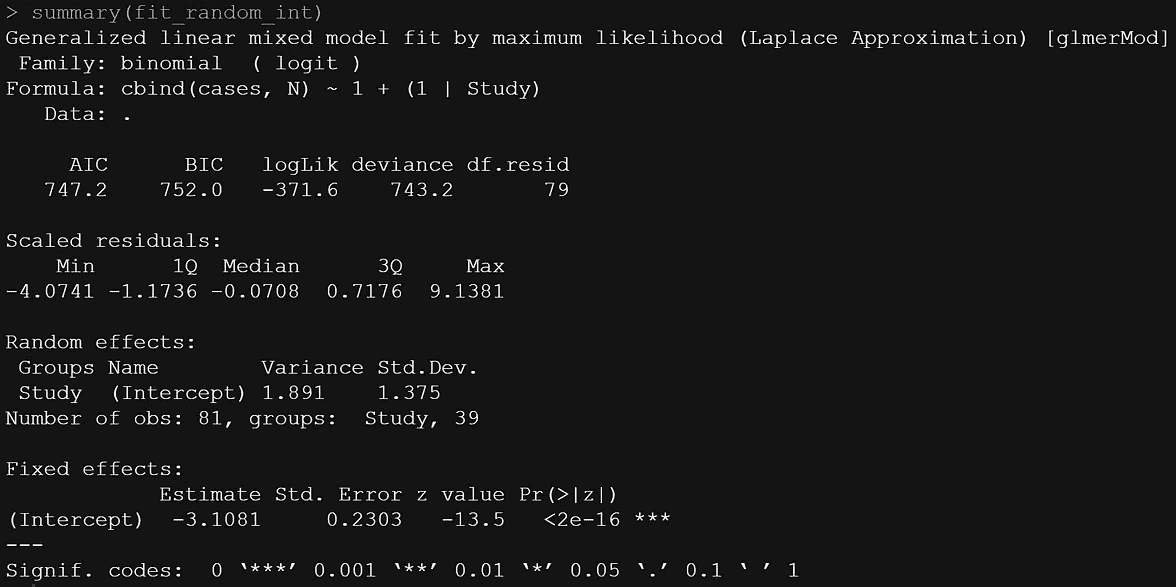 > summary(fit_random_int)
Generalized linear mixed model fit by maximum likelihood (Laplace Approximation) [glmerMod]
 Family: binomial  ( logit )
Formula: cbind(cases, N) ~ 1 + (1 | Study)
   Data: .

     AIC      BIC   logLik deviance df.resid
   747.2    752.0   -371.6    743.2       79

Scaled residuals:
    Min      1Q  Median      3Q     Max
-4.0741 -1.1736 -0.0708  0.7176  9.1381

Random effects:
 Groups Name        Variance Std.Dev.
 Study  (Intercept) 1.891    1.375
Number of obs: 81, groups:  Study, 39

Fixed effects:
            Estimate Std. Error z value Pr(>|z|)
(Intercept)  -3.1081     0.2303   -13.5   <2e-16 ***
---
Signif. codes:  0 ‘***’ 0.001 ‘**’ 0.01 ‘*’ 0.05 ‘.’ 0.1 ‘ ’ 1